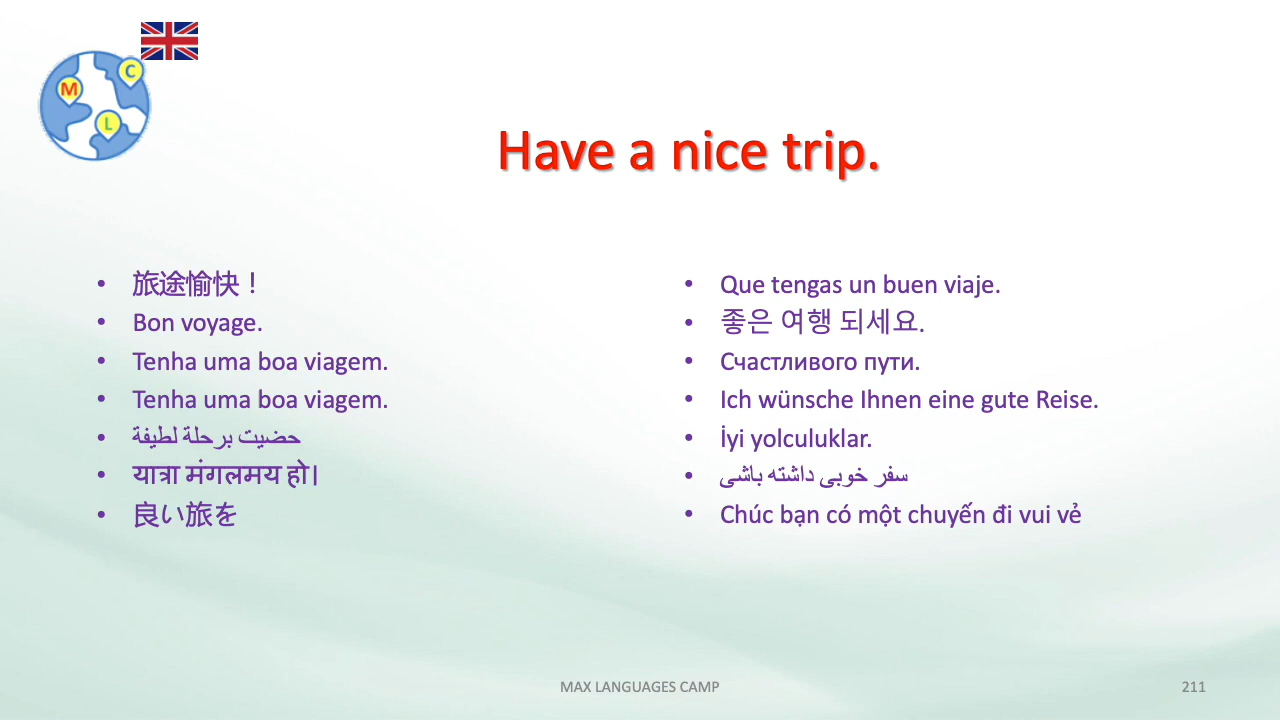 M
C
L
Have a nice trip.
• 旅途愉快！
• Bon voyage.
• Tenha uma boa viagem.
• Tenha uma boa viagem.
• حضيت برحلة لطيفة
• यात्रा मंगलमय हो|
• 良い旅を
• Que tengas un buen viaje.
• 좋은 여행 되세요.
• Счастливого пути.
• Ich wünsche Ihnen eine gute Reise.
• İyi yolculuklar.
• سفر خوبی داشته باشی
• Chúc bạn có một chuyến đi vui vẻ
MAX LANGUAGES CAMP
211